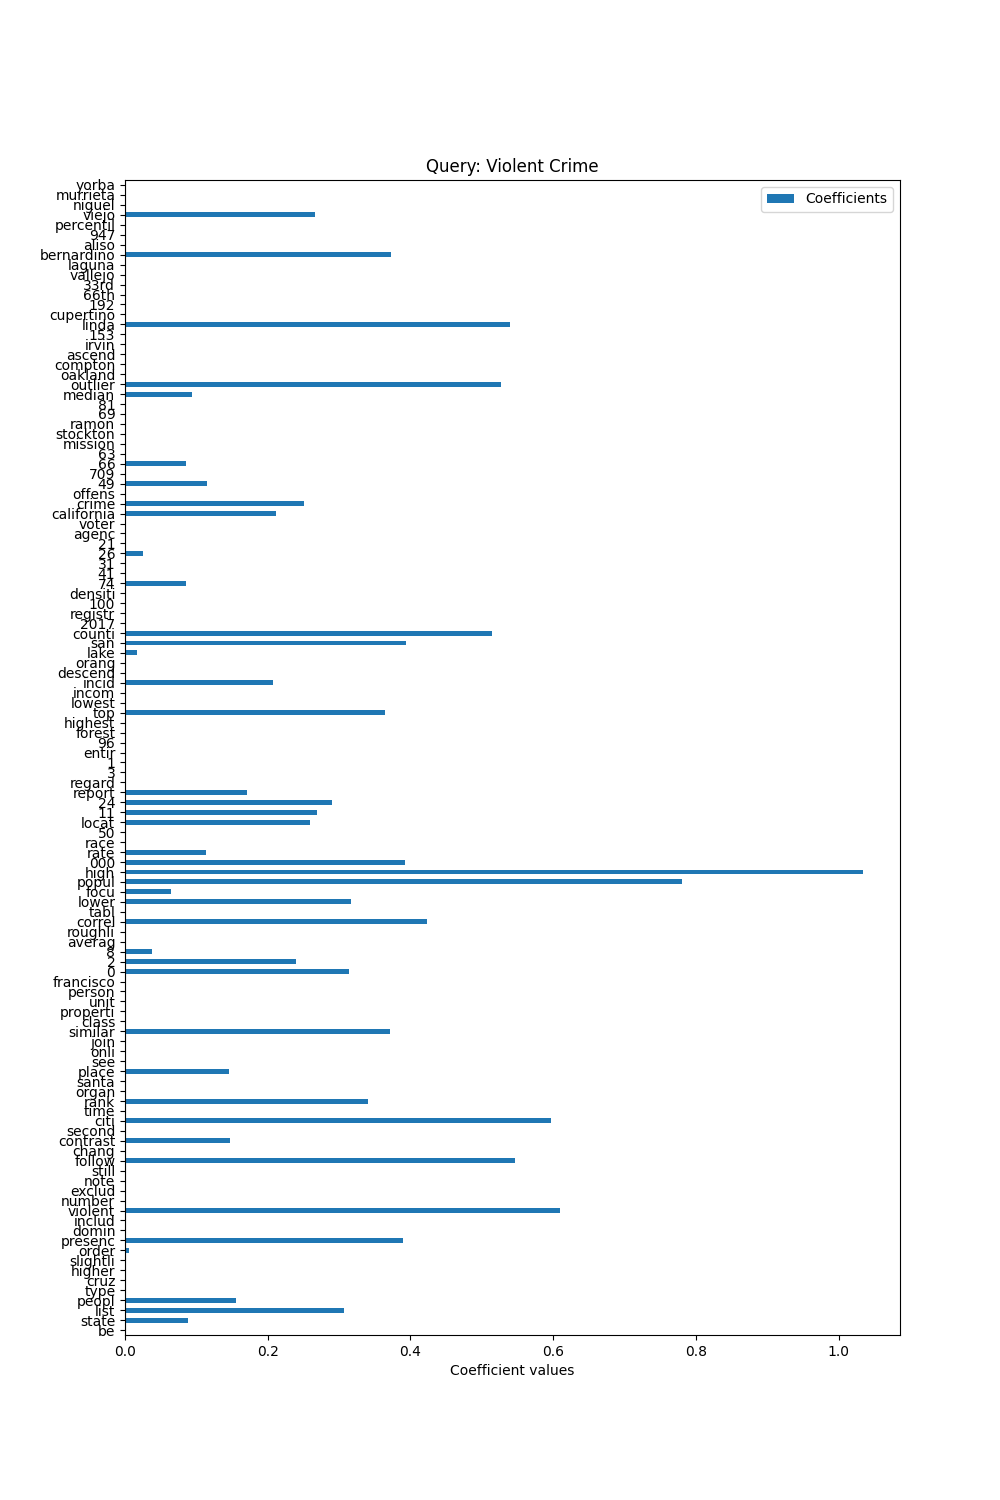 Query: Violent Crime
Coefficients
yorba
murrieta
niguel
viejo
percentil
947
aliso
bernardino
laguna
vallejo
33rd
66th
192
cupertino
linda
153
irvin
ascend
compton
oakland
outlier
median
81
69
ramon
stockton
mission
63
66
709
49
offens
crime
california
voter
agenc
21
26
31
41
74
densiti
100
registr
2017
counti
san
lake
orang
descend
incid
incom
lowest
top
highest
forest
96
entir
1
3
regard
report
24
11
locat
50
race
rate
000
high
popul
focu
lower
tabl
correl
roughli
averag
8
2
0
francisco
person
unit
properti
class
similar
join
onli
see
place
santa
organ
rank
time
citi
second
contrast
chang
follow
still
note
exclud
number
violent
includ
domin
presenc
order
slightli
higher
cruz
type
peopl
list
state
be
0.0 0.2 0.4 0.6 0.8 1.0
Coefficient values